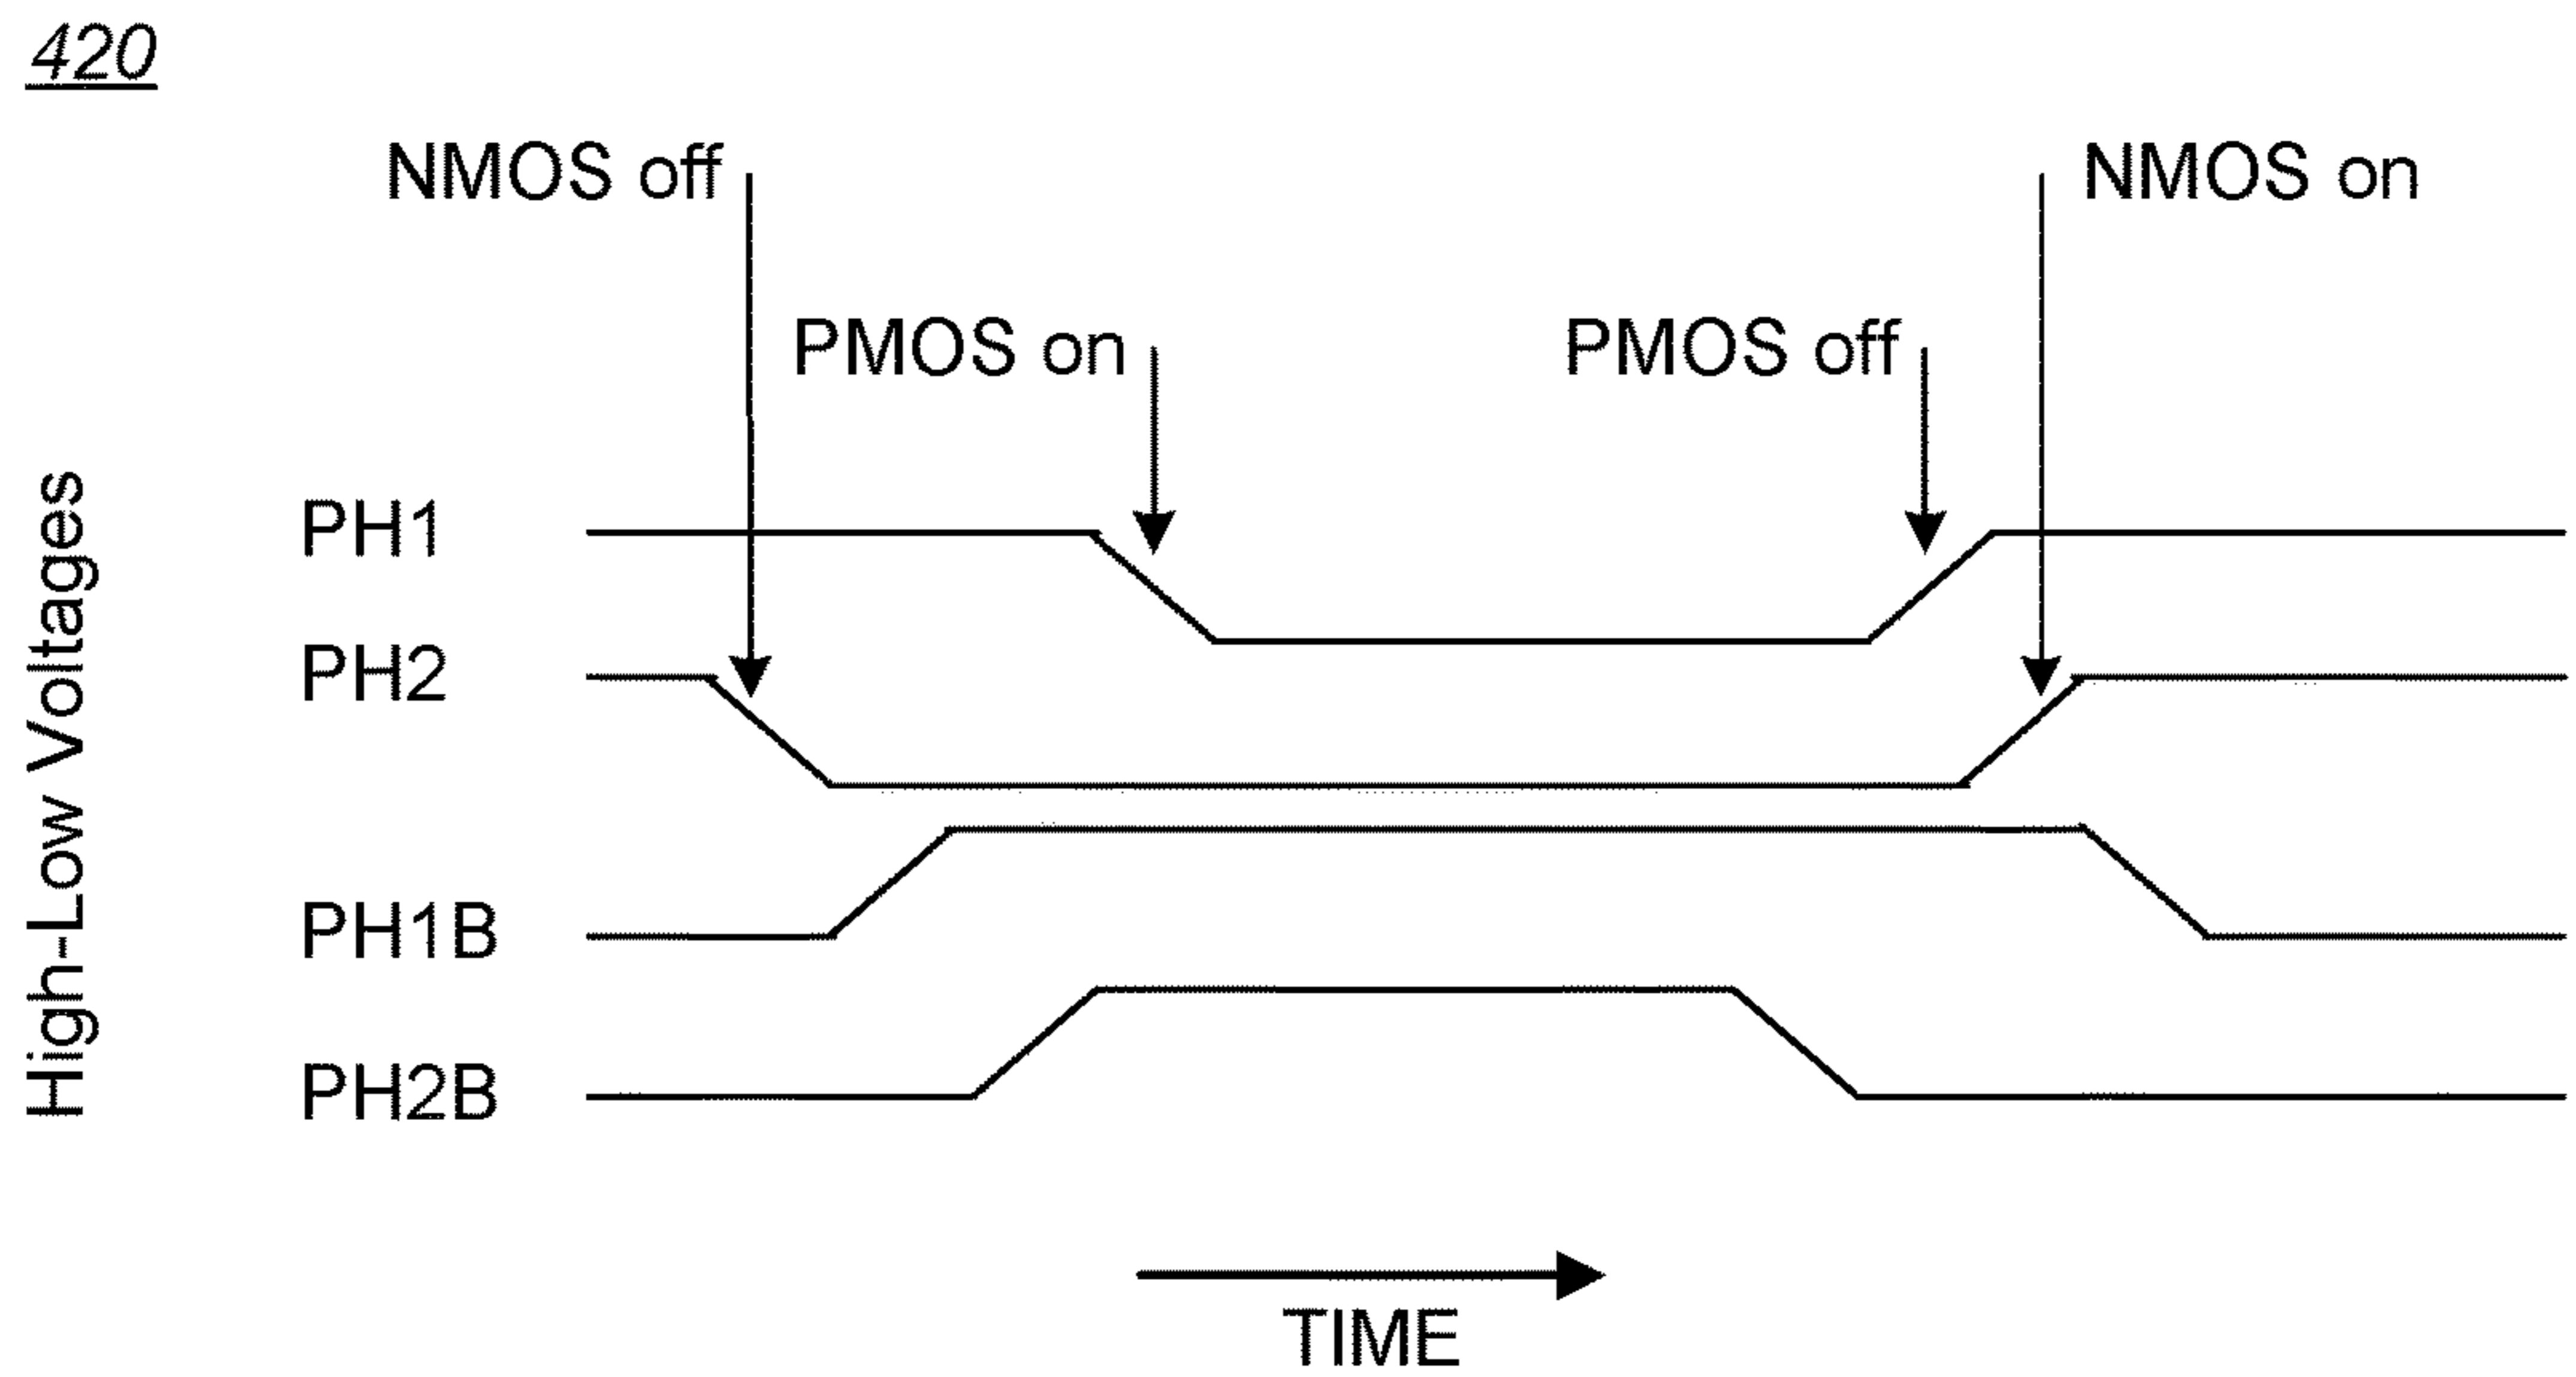 420
NMOS off
NMOS on
PMOS on
PMOS off
High-Low Voltages
PH1
PH2
PH1B
PH2B
TIME